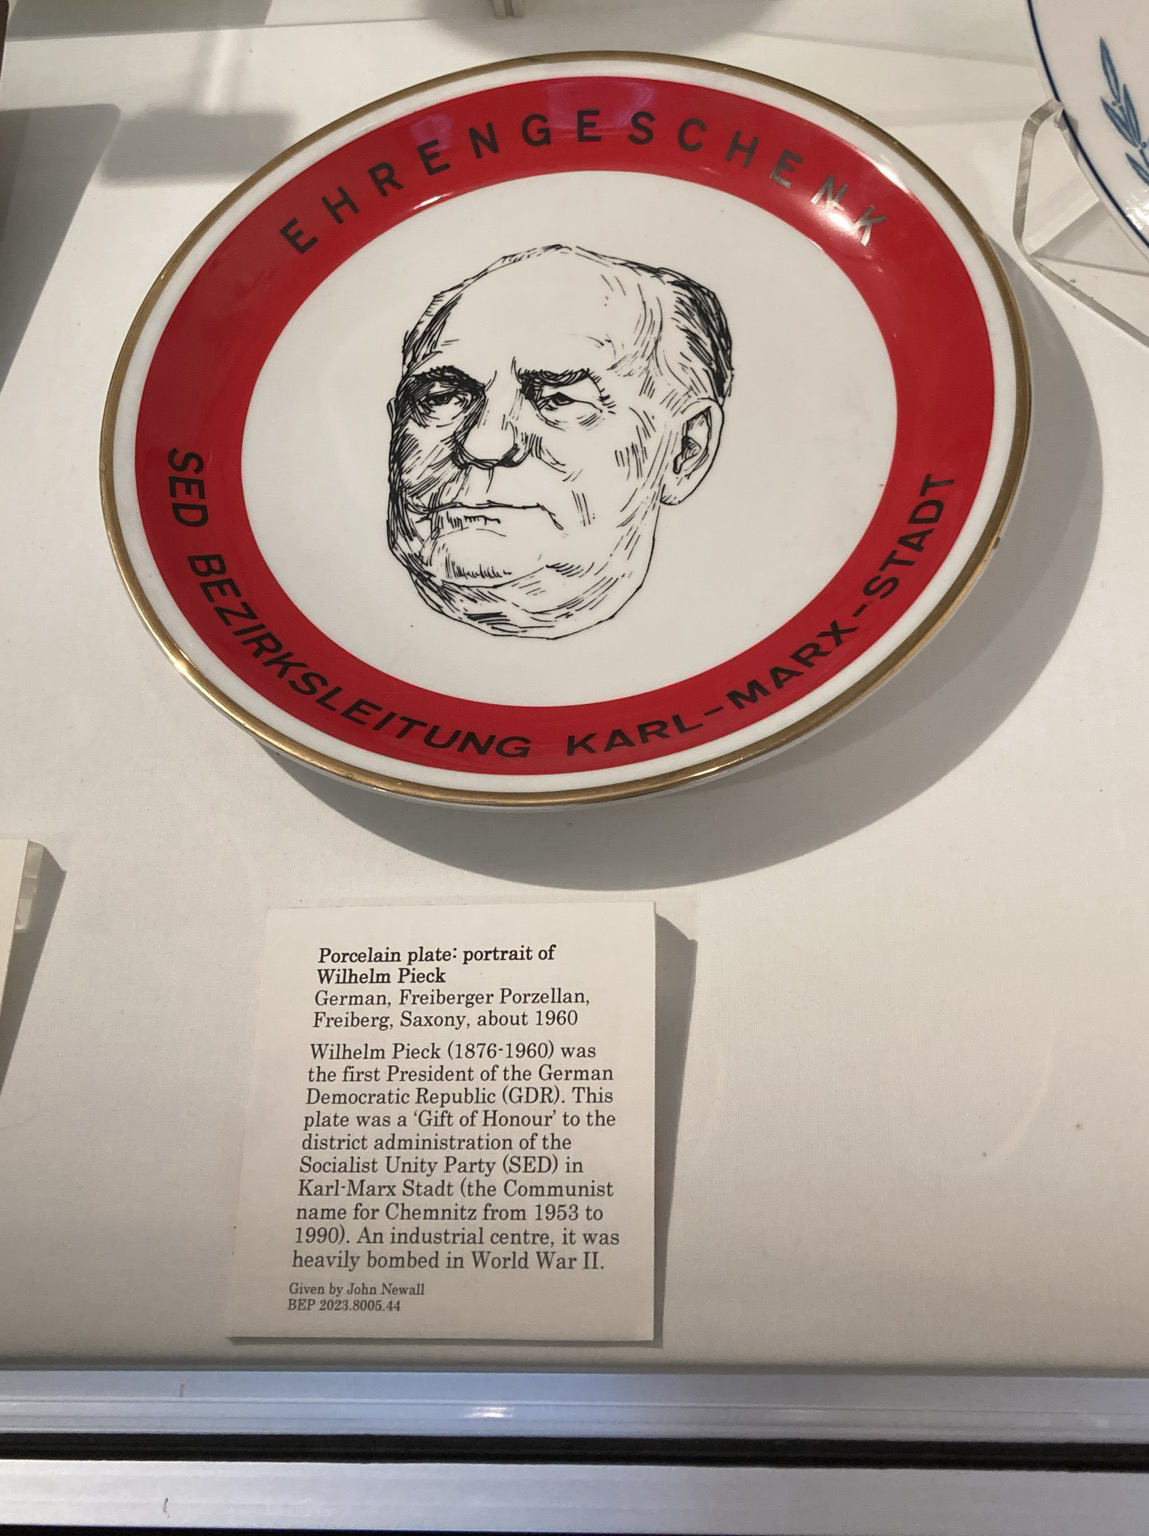 EHRENGESCHENK
SED BEZIRKSLEITUNG KARL-MARX-STADT
Porcelain plate: portrait of
Wilhelm Pieck
German, Freiberger Porzellan,
Freiberg, Saxony, about 1960
Wilhelm Pieck (1876-1960) was
the first President of the German
Democratic Republic (GDR). This
plate was a ‘Gift of Honour’ to the
district administration of the
Socialist Unity Party (SED) in
Karl-Marx Stadt (the Communist
name for Chemnitz from 1953 to
1990). An industrial centre, it was
heavily bombed in World War II.
Given by John Newall
BEP 2023.8005.44